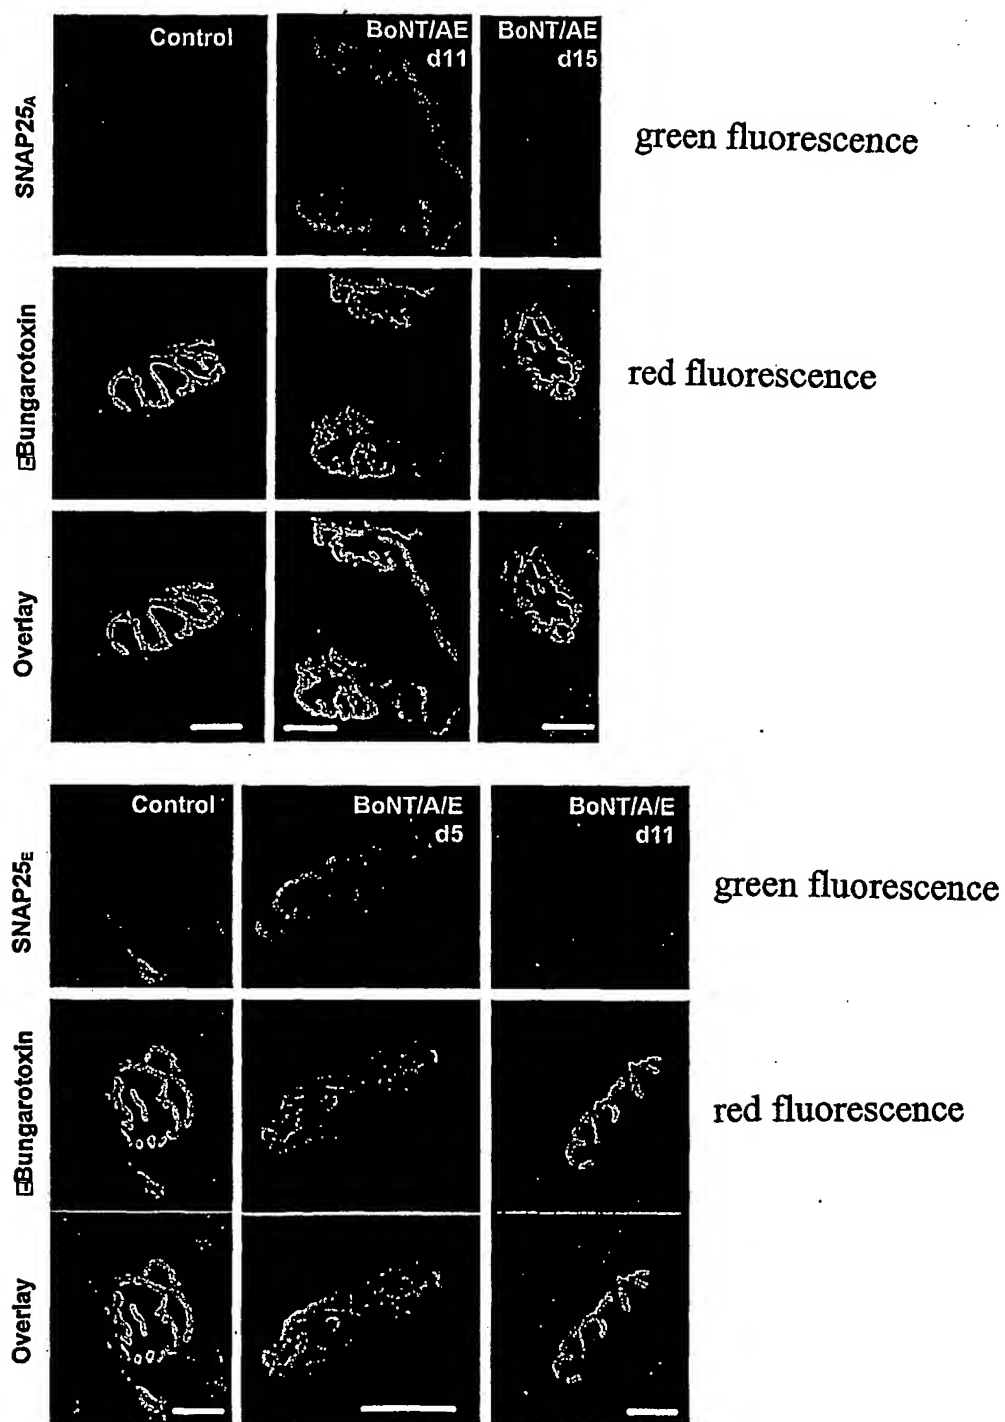 Control
BoNT/AE
d11
BoNT/AE
d15
SNAP25A
green fluorescence
Bungarotoxin
red fluorescence
Overlay
Control
BoNT/A/E
d5
BoNT/A/E
d11
SNAP25E
green fluorescence
Bungarotoxin
red fluorescence
Overlay